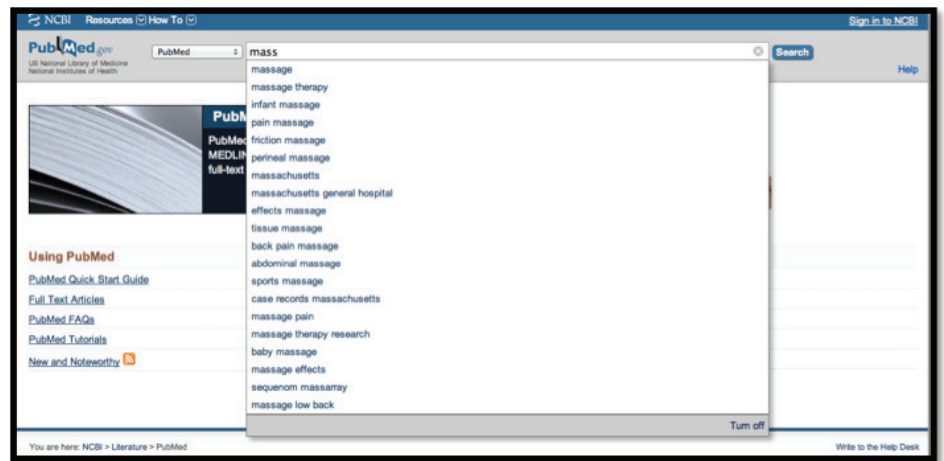 NCBI Resources How To Sign in to NCBI!
PubMed.gov
US National Library of Medicine
National Institutes of Health
PubMed
mass
Search
Help
massage
massage therapy
infant massage
pain massage
friction massage
perineal massage
massachusetts
massachusetts general hospital
effects massage
tissue massage
back pain massage
abdominal massage
sports massage
case records massachusetts
massage pain
massage therapy research
baby massage
massage effects
sequenom massarray
massage low back
Turn off
PubM
PubMed
MEDLIN
full-text
Using PubMed
PubMed Quick Start Guide
Full Text Articles
PubMed FAQs
PubMed Tutorials
New and Noteworthy
You are here: NCBI > Literature > PubMed
Write to the Help Desk